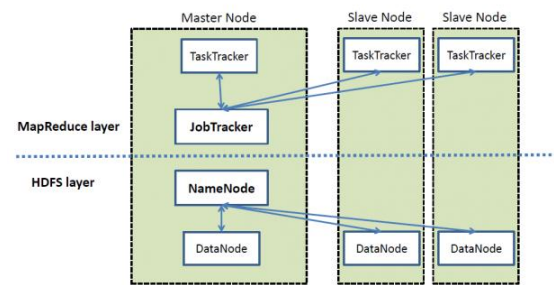 Master Node
Slave Node
Slave Node
TaskTracker
TaskTracker
TaskTracker
MapReduce layer
JobTracker
HDFS layer
NameNode
DataNode
DataNode
DataNode